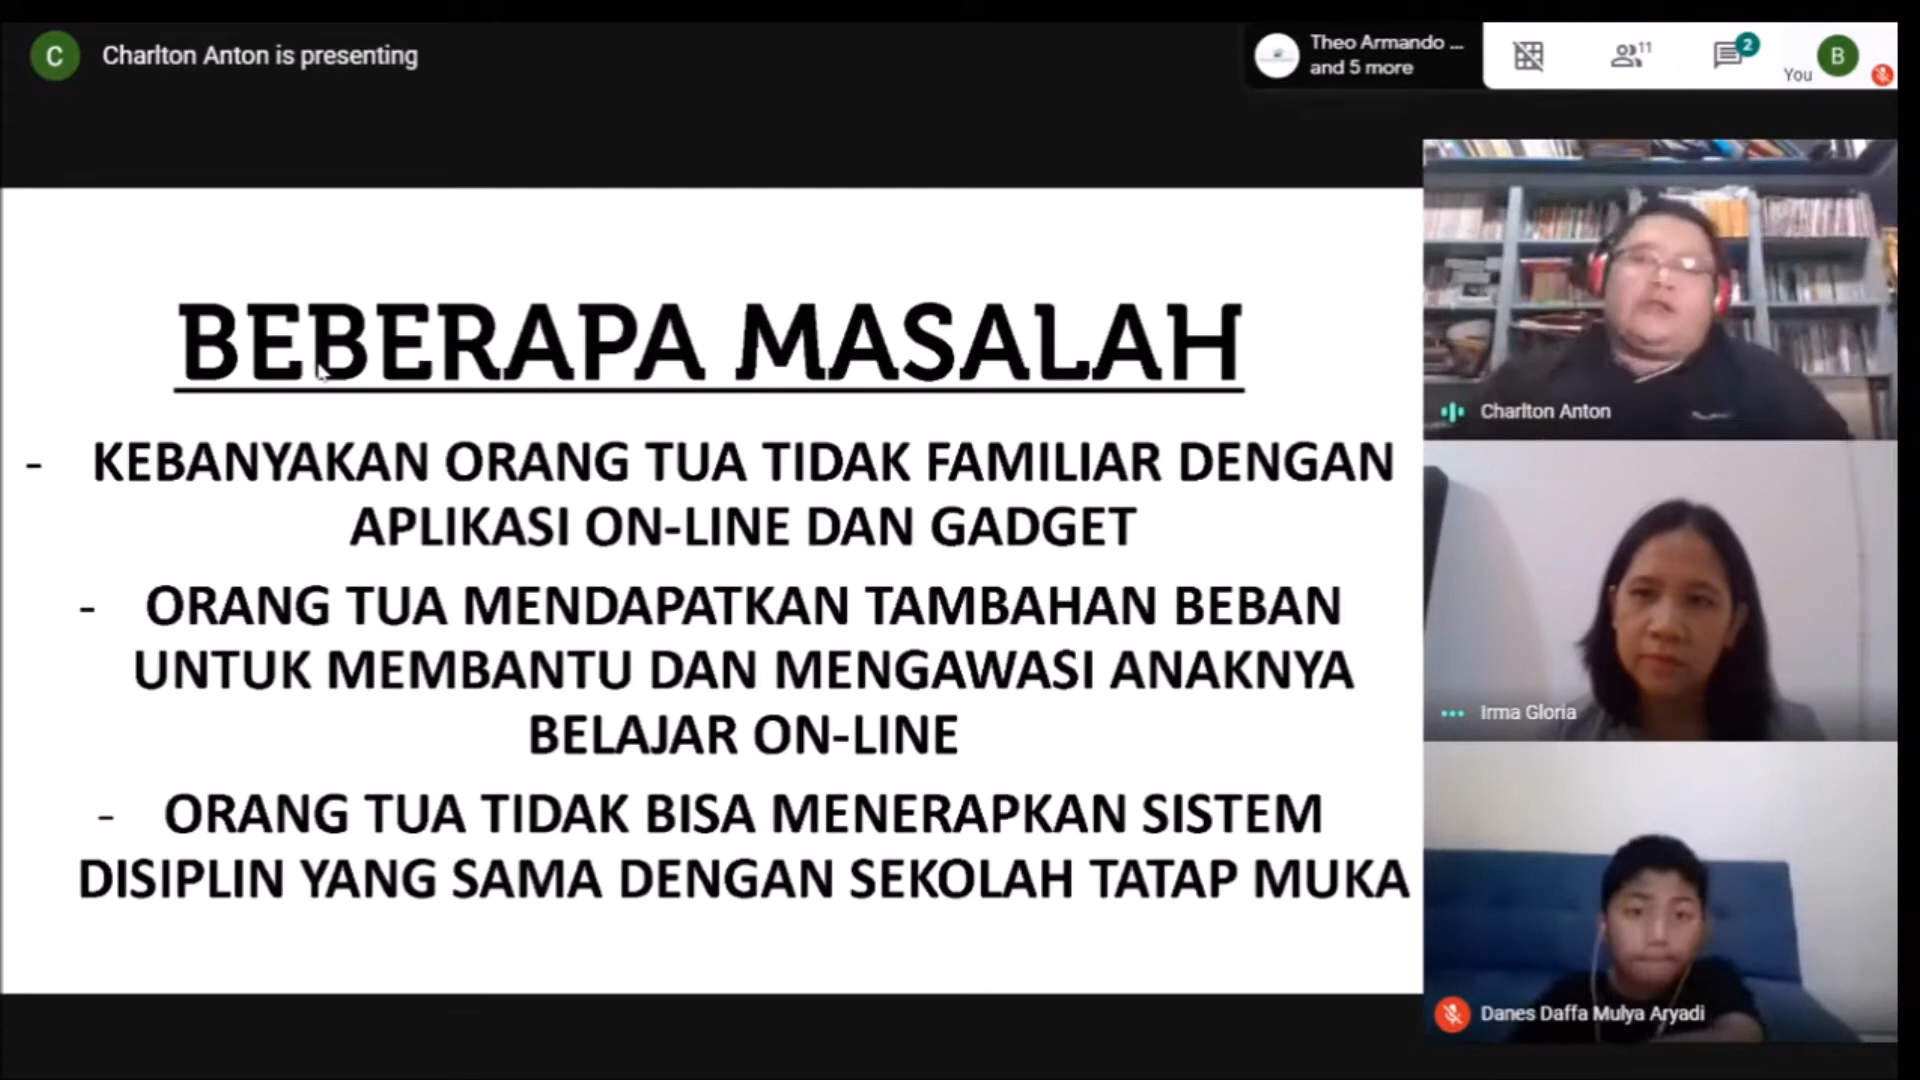 C
Charlton Anton is presenting
Theo Armando ...
and 5 more
11
2
You
B
BEBERAPA MASALAH
- KEBANYAKAN ORANG TUA TIDAK FAMILIAR DENGAN
APLIKASI ON-LINE DAN GADGET
- ORANG TUA MENDAPATKAN TAMBAHAN BEBAN
UNTUK MEMBANTU DAN MENGAWASI ANAKNYA
BELAJAR ON-LINE
- ORANG TUA TIDAK BISA MENERAPKAN SISTEM
DISIPLIN YANG SAMA DENGAN SEKOLAH TATAP MUKA
Charlton Anton
Irma Gloria
Danes Daffa Mulya Aryadi